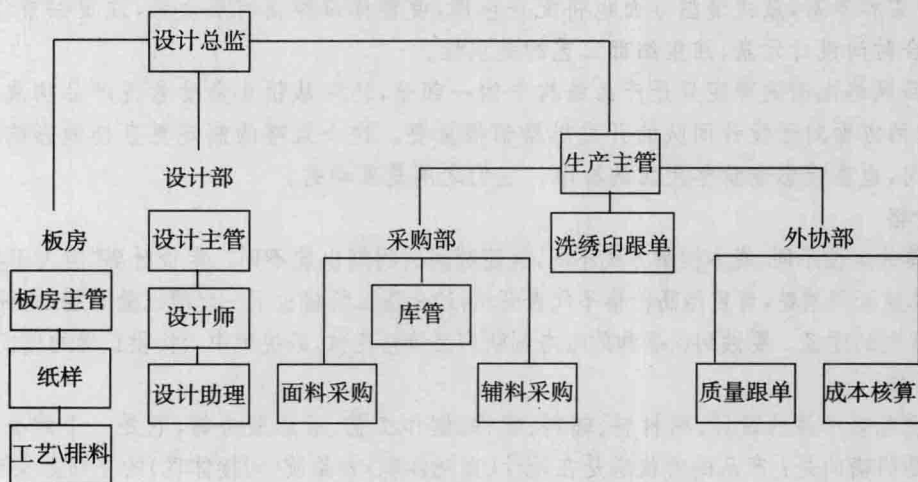 设计总监
设计部
生产主管
板房
设计主管
采购部
洗绣印跟单
外协部
板房主管
设计师
库管
纸样
设计助理
面料采购
辅料采购
质量跟单
成本核算
工艺\排料